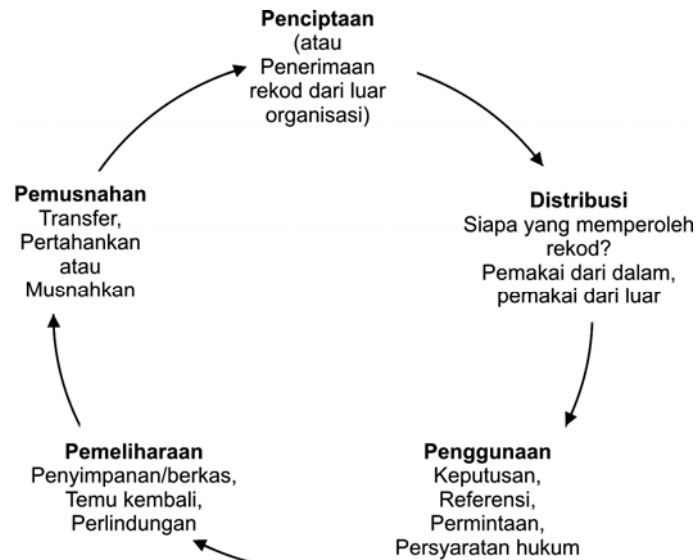 Penciptaan
(atau
Penerimaan
rekod dari luar
organisasi)
Distribusi
Siapa yang memperoleh
rekod?
Pemakai dari dalam,
pemakai dari luar
Penggunaan
Keputusan,
Referensi,
Permintaan,
Persyaratan hukum
Pemeliharaan
Penyimpanan/berkas,
Temu kembali,
Perlindungan
Pemusnahan
Transfer,
Pertahankan
atau
Musnahkan